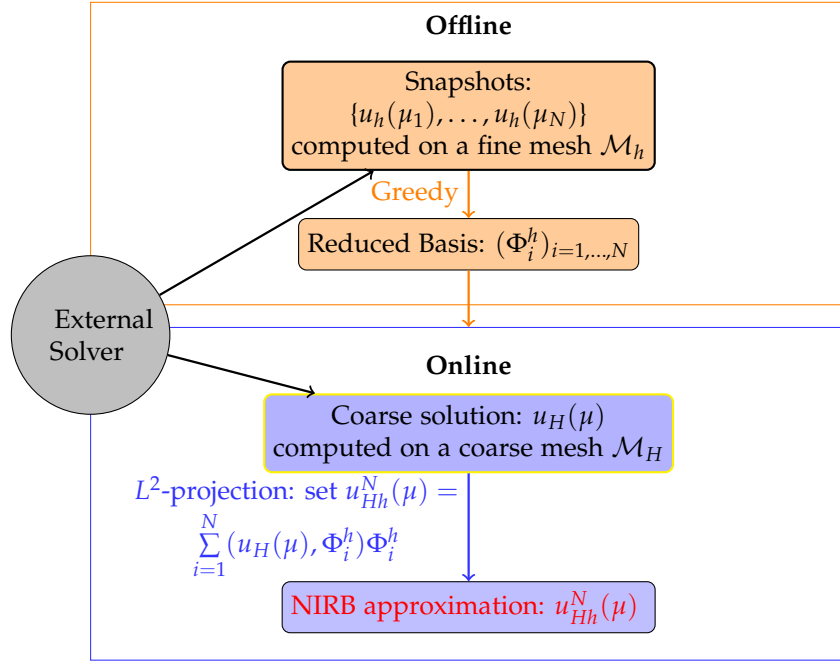 Offline
Snapshots:
{u_h(μ_1), . . . , u_h(μ_N)}
computed on a fine mesh ℳ_h
Greedy
Reduced Basis: (Φ_i^h)_{i=1,...,N}
External
Solver
Online
Coarse solution: u_H(μ)
computed on a coarse mesh ℳ_H
L²-projection: set u_{Hh}^N(μ) =
∑_{i=1}^N (u_H(μ), Φ_i^h)Φ_i^h
NIRB approximation: u_{Hh}^N(μ)